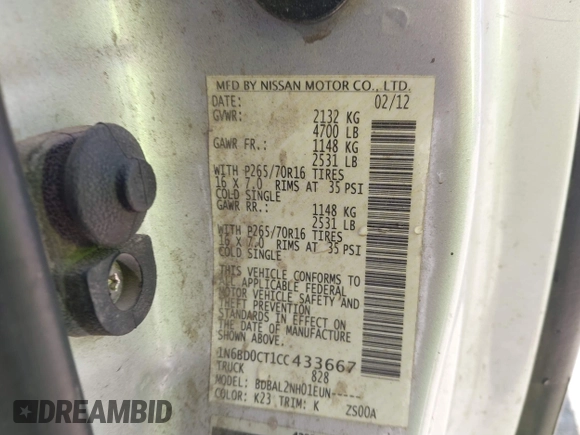 MFD BY NISSAN MOTOR CO., LTD.
DATE: 02/12
GVWR: 2132 KG
4700 LB
GAWR FR.: 1148 KG
2531 LB
WITH P265/70R16 TIRES
16 X 7.0 RIMS AT 35 PSI
COLD SINGLE
GAWR RR.: 1148 KG
2531 LB
WITH P265/70R16 TIRES
16 X 7.0 RIMS AT 35 PSI
COLD SINGLE
THIS VEHICLE CONFORMS TO
ALL APPLICABLE FEDERAL
MOTOR VEHICLE SAFETY AND
THEFT PREVENTION
STANDARDS IN EFFECT ON
THE DATE OF MANUFACTURE
SHOWN ABOVE.
1N6BD0CT1CC433667
TRUCK 828
MODEL: BDBAL2NH01EUN-----
COLOR: K23 TRIM: K ZS00A
AUTOHELPERBOT.COM